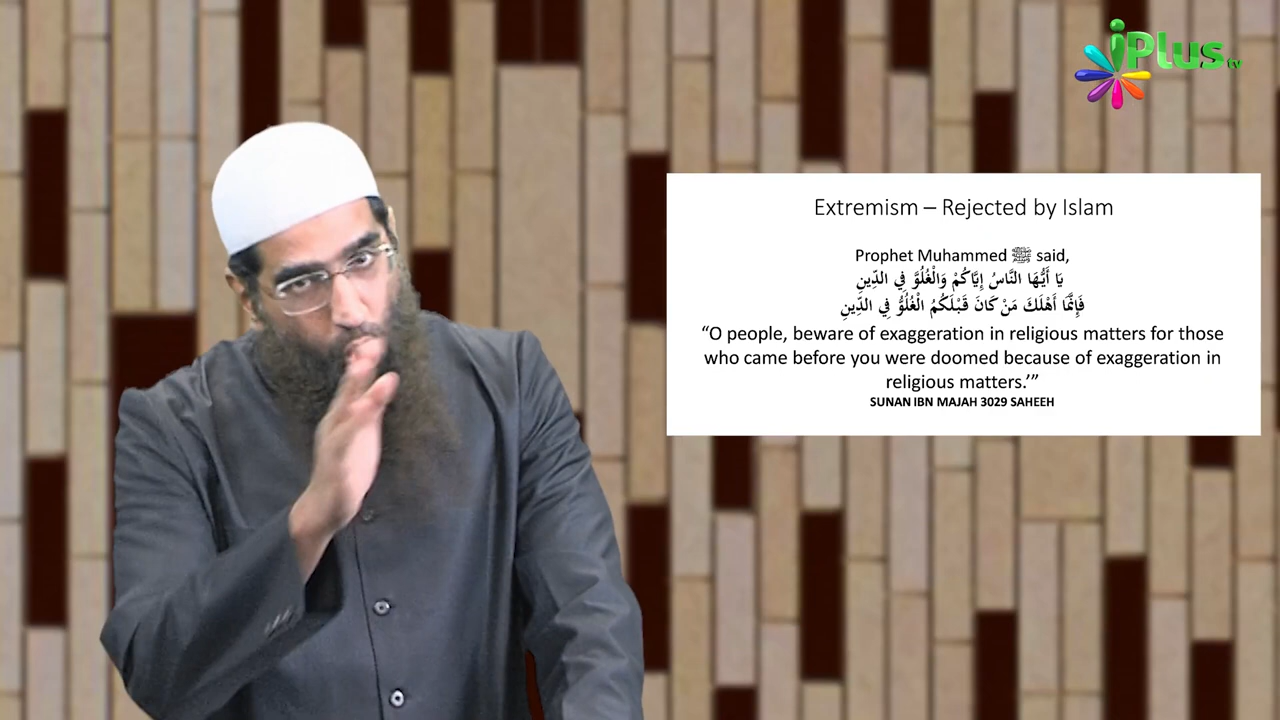 iPlus tv
Extremism – Rejected by Islam
Prophet Muhammed ﷺ said,
يَا أَيُّهَا النَّاسُ إِيَّاكُمْ وَالْغُلُوَّ فِي الدِّينِ
فَإِنَّمَا أَهْلَكَ مَنْ كَانَ قَبْلَكُمُ الْغُلُوُّ فِي الدِّينِ
“O people, beware of exaggeration in religious matters for those
who came before you were doomed because of exaggeration in
religious matters.’”
SUNAN IBN MAJAH 3029 SAHEEH